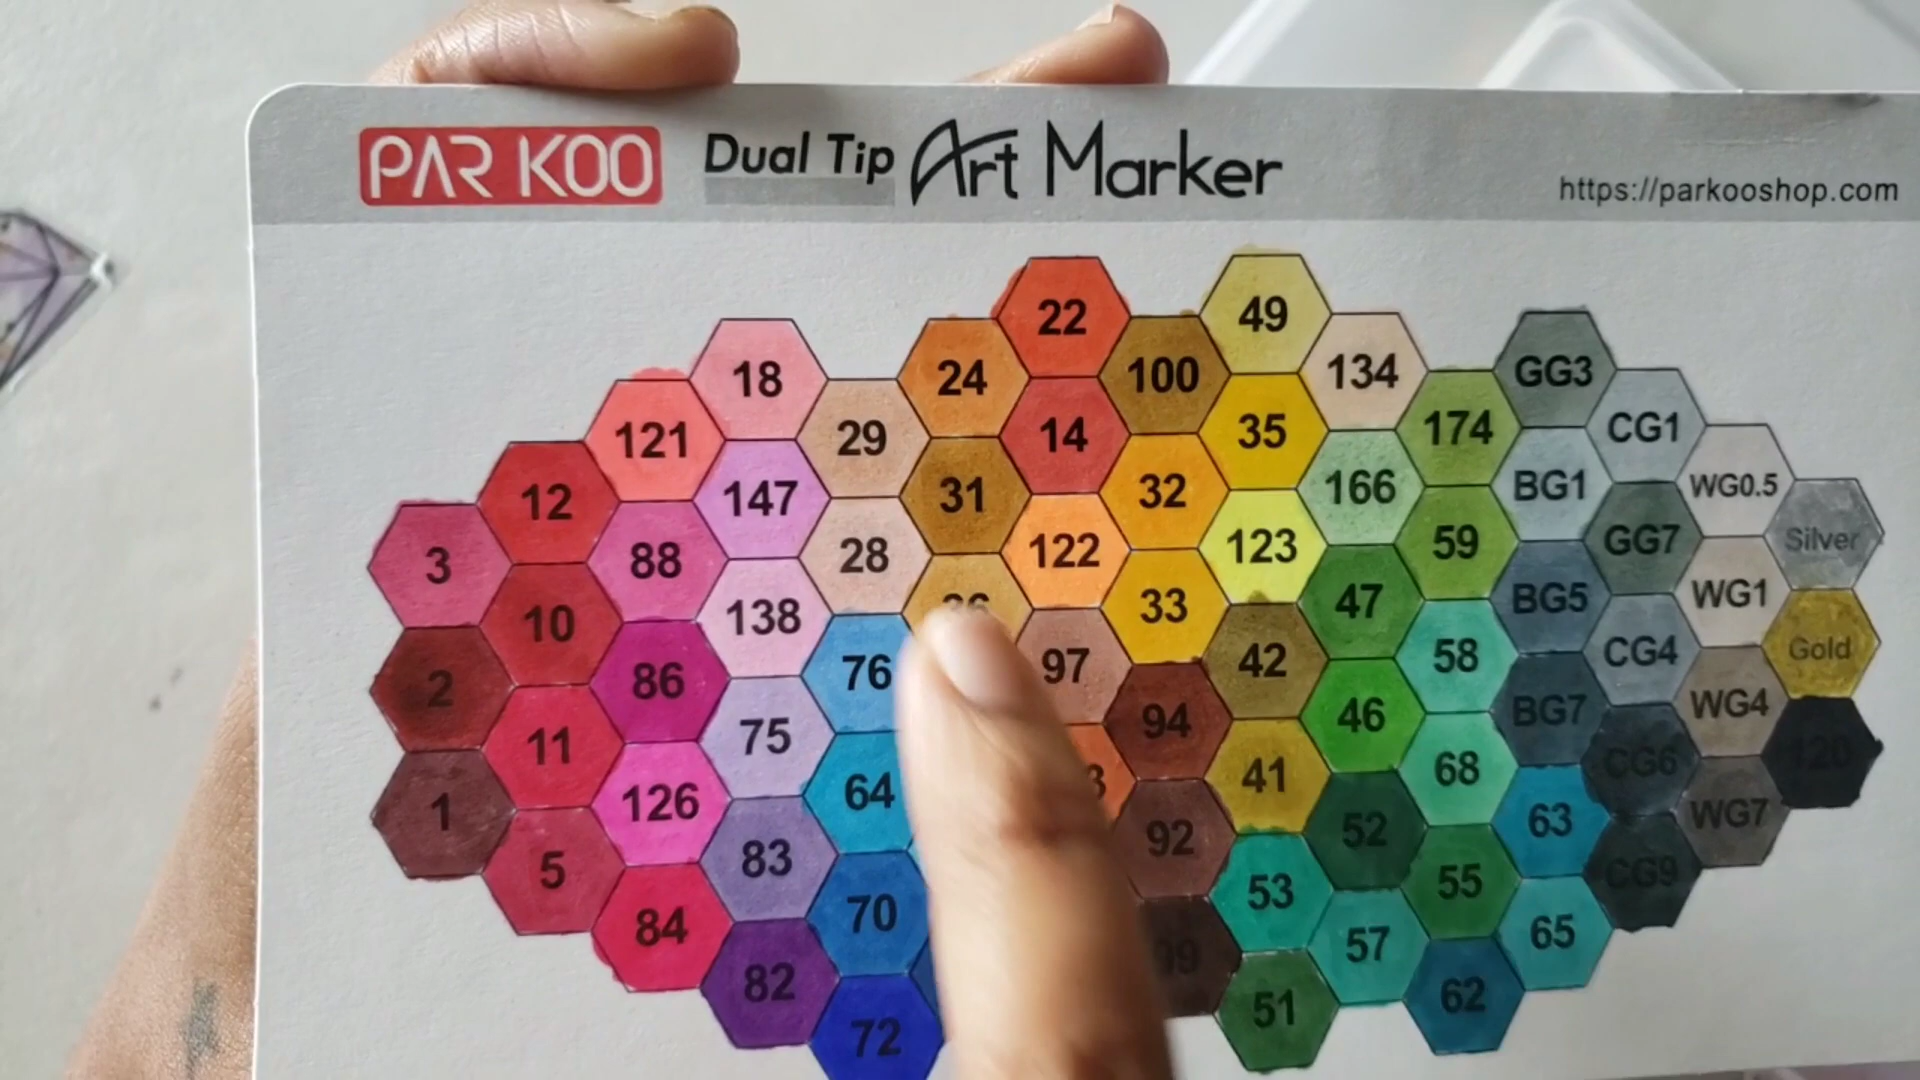 PAR KOO Dual Tip Art Marker
https://parkooshop.com
22 49
18 24 100 134 GG3
121 29 14 35 174 CG1
12 147 31 32 166 BG1 WG0.5
3 88 28 122 123 59 GG7 Silver
10 138 33 47 BG5 WG1
2 86 76 97 42 58 CG4 Gold
11 75 94 46 BG7 WG4
1 126 64 41 68 CG6 120
5 83 92 52 63 WG7
84 70 53 55 CG9
82 57 65
72 51 62